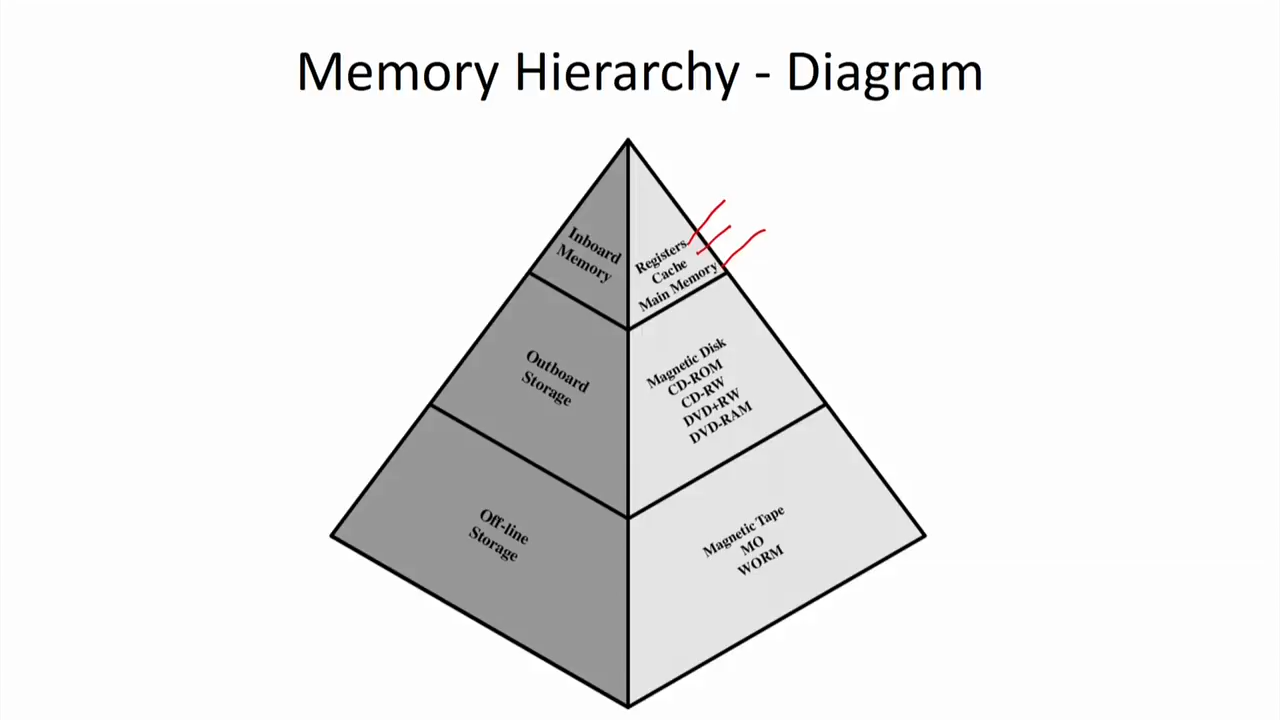 Memory Hierarchy - Diagram
Inboard
Memory
Registers
Cache
Main Memory
Outboard
Storage
Magnetic Disk
CD-ROM
CD-RW
DVD+RW
DVD-RAM
Off-line
Storage
Magnetic Tape
MO
WORM